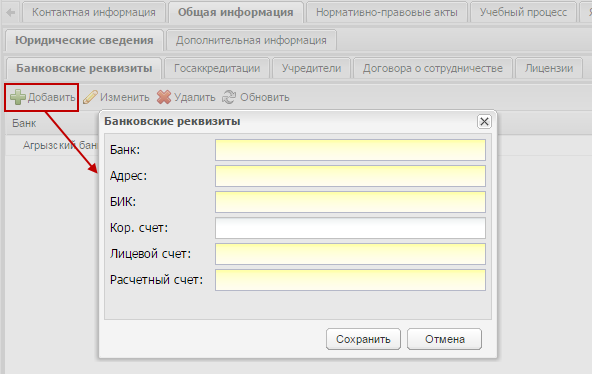 Контактная информация Общая информация Нормативно-правовые акты Учебный процесс
Юридические сведения Дополнительная информация
Банковские реквизиты Госаккредитации Учредители Договора о сотрудничестве Лицензии
Добавить Изменить Удалить Обновить
Банк
Агрызский бан
Банковские реквизиты
Банк:
Адрес:
БИК:
Кор. счет:
Лицевой счет:
Расчетный счет:
Сохранить Отмена